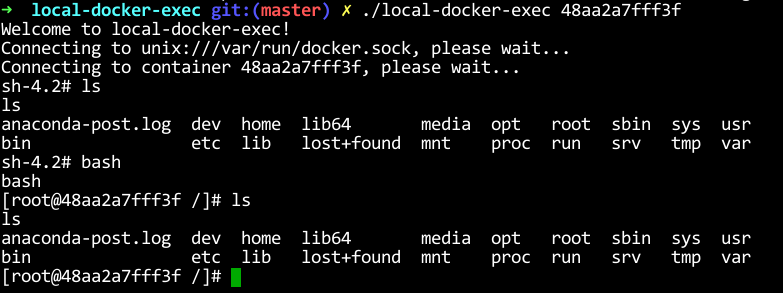 ➜  local-docker-exec git:(master) ✗ ./local-docker-exec 48aa2a7fff3f
Welcome to local-docker-exec!
Connecting to unix:///var/run/docker.sock, please wait...
Connecting to container 48aa2a7fff3f, please wait...
sh-4.2# ls
ls
anaconda-post.log  dev  home  lib64       media  opt   root  sbin  sys  usr
bin                etc  lib   lost+found  mnt    proc  run   srv   tmp  var
sh-4.2# bash
bash
[root@48aa2a7fff3f /]# ls
ls
anaconda-post.log  dev  home  lib64       media  opt   root  sbin  sys  usr
bin                etc  lib   lost+found  mnt    proc  run   srv   tmp  var
[root@48aa2a7fff3f /]#